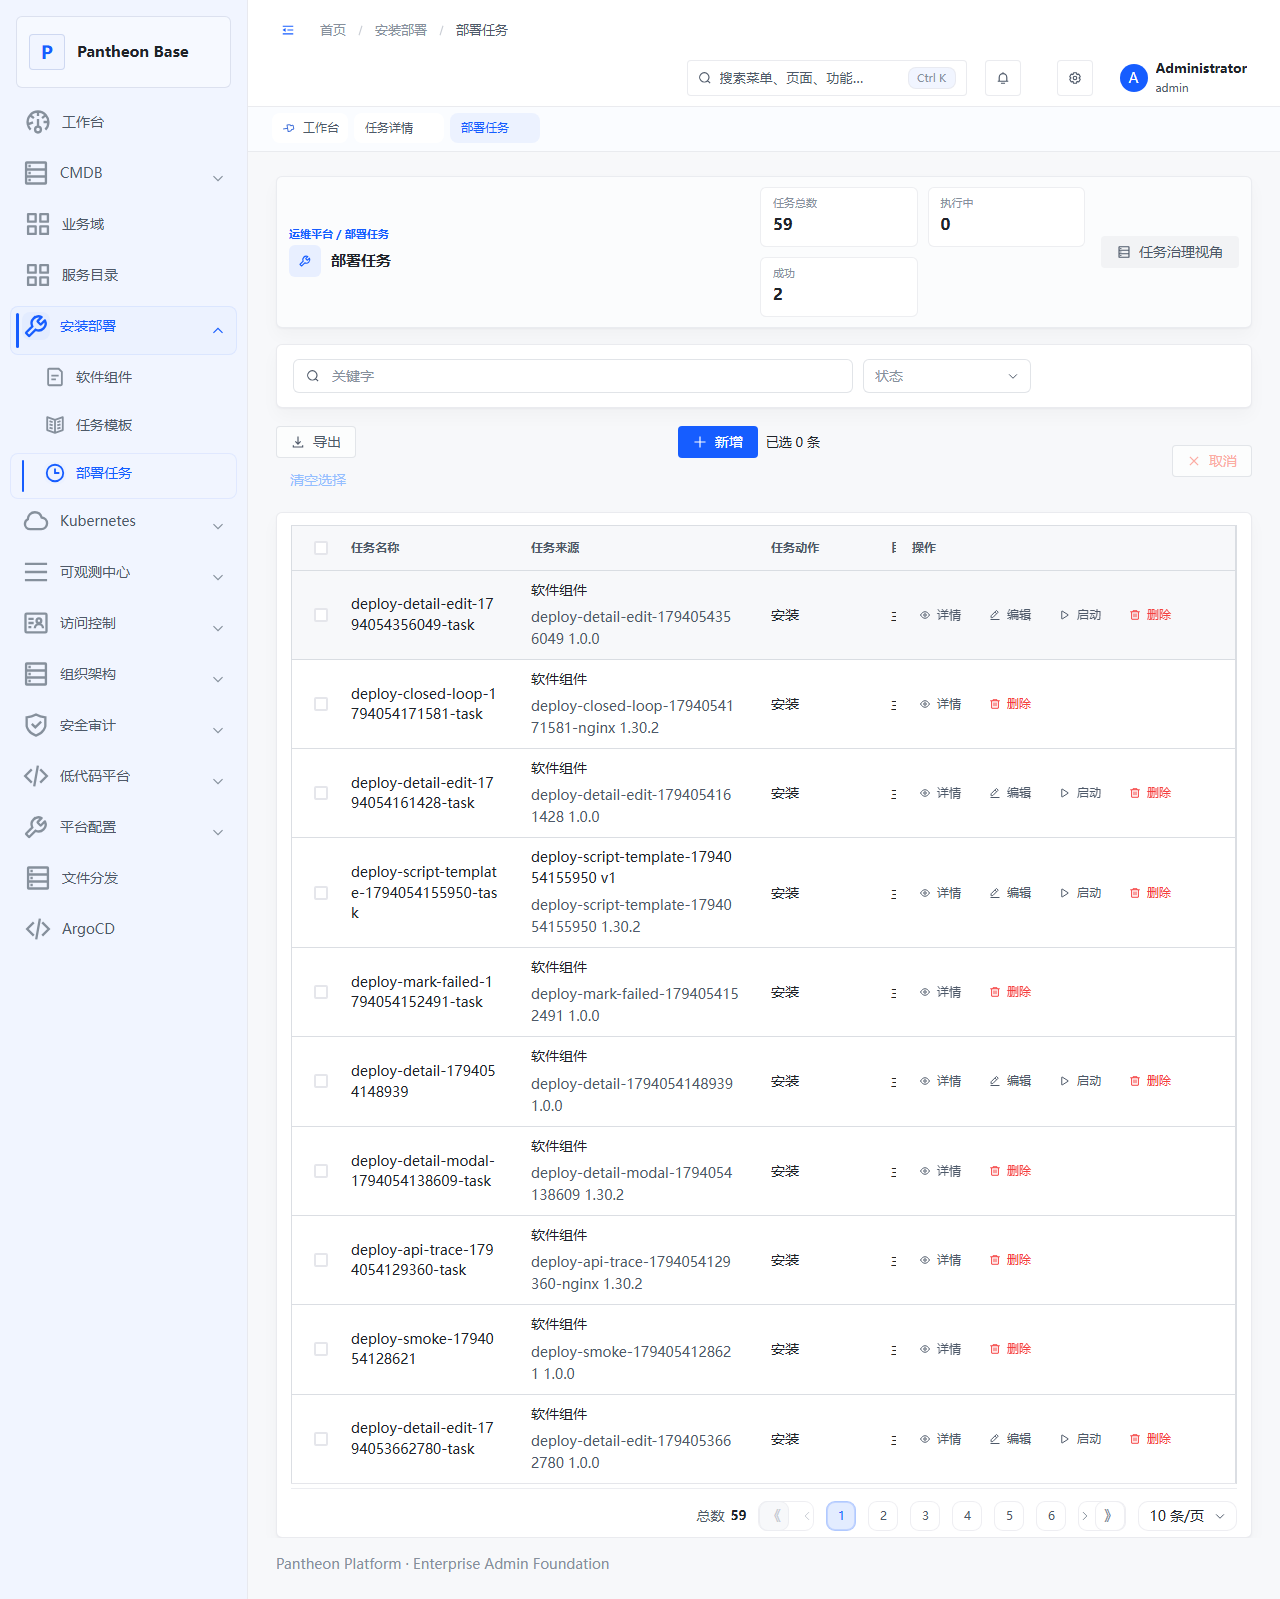 P
Pantheon Base
工作台
CMDB
业务域
服务目录
安装部署
软件组件
任务模板
部署任务
Kubernetes
可观测中心
访问控制
组织架构
安全审计
低代码平台
平台配置
文件分发
ArgoCD
首页 / 安装部署 / 部署任务
搜索菜单、页面、功能... Ctrl K
A
Administrator
admin
工作台 任务详情 部署任务
运维平台 / 部署任务
部署任务
任务总数
59
执行中
0
成功
2
任务治理视角
关键字
状态
导出
新增 已选 0 条
清空选择
取消
任务名称 任务来源 任务动作 操作
deploy-detail-edit-17
94054356049-task
软件组件
deploy-detail-edit-179405435
6049 1.0.0
安装
详情 编辑 启动 删除
deploy-closed-loop-1
794054171581-task
软件组件
deploy-closed-loop-17940541
71581-nginx 1.30.2
安装
详情 删除
deploy-detail-edit-17
94054161428-task
软件组件
deploy-detail-edit-179405416
1428 1.0.0
安装
详情 编辑 启动 删除
deploy-script-templat
e-1794054155950-tas
k
deploy-script-template-17940
54155950 v1
deploy-script-template-17940
54155950 1.30.2
安装
详情 编辑 启动 删除
deploy-mark-failed-1
794054152491-task
软件组件
deploy-mark-failed-179405415
2491 1.0.0
安装
详情 删除
deploy-detail-179405
4148939
软件组件
deploy-detail-1794054148939
1.0.0
安装
详情 编辑 启动 删除
deploy-detail-modal-
1794054138609-task
软件组件
deploy-detail-modal-1794054
138609 1.30.2
安装
详情 删除
deploy-api-trace-1794
054129360-task
软件组件
deploy-api-trace-1794054129
360-nginx 1.30.2
安装
详情 删除
deploy-smoke-17940
54128621
软件组件
deploy-smoke-179405412862
1 1.0.0
安装
详情 删除
deploy-detail-edit-17
94053662780-task
软件组件
deploy-detail-edit-179405366
2780 1.0.0
安装
详情 编辑 启动 删除
总数 59 《 1 2 3 4 5 6 》 10 条/页
Pantheon Platform · Enterprise Admin Foundation